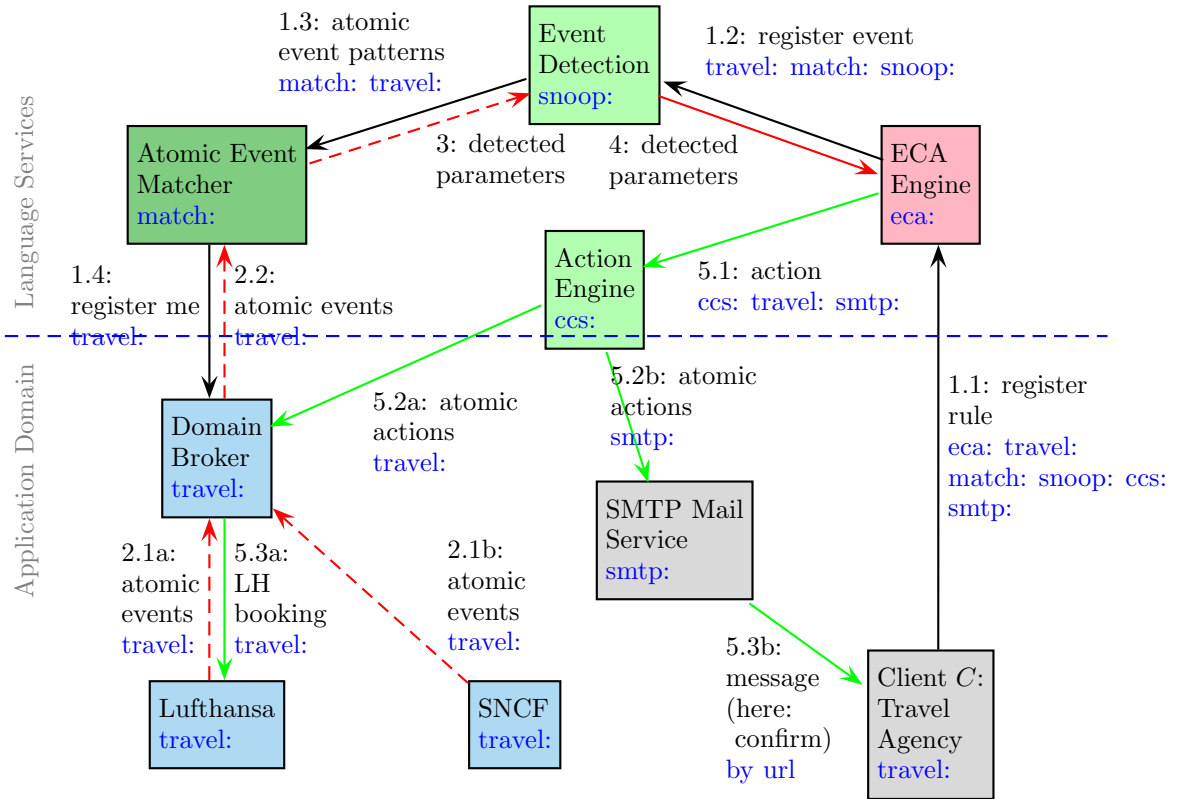 1.3: atomic
event patterns
match: travel:
Event
Detection
snoop:
1.2: register event
travel: match: snoop:
Language Services
Atomic Event
Matcher
match:
3: detected
parameters
4: detected
parameters
ECA
Engine
eca:
1.4:
register me
travel:
2.2:
atomic events
travel:
Action
Engine
ccs:
5.1: action
ccs: travel: smtp:
Application Domain
Domain
Broker
travel:
5.2a: atomic
actions
travel:
5.2b: atomic
actions
smtp:
1.1: register
rule
eca: travel:
match: snoop: ccs:
smtp:
SMTP Mail
Service
smtp:
2.1a:
atomic
events
travel:
5.3a:
LH
booking
travel:
2.1b:
atomic
events
travel:
Lufthansa
travel:
SNCF
travel:
5.3b:
message
(here:
confirm)
by url
Client C:
Travel
Agency
travel: